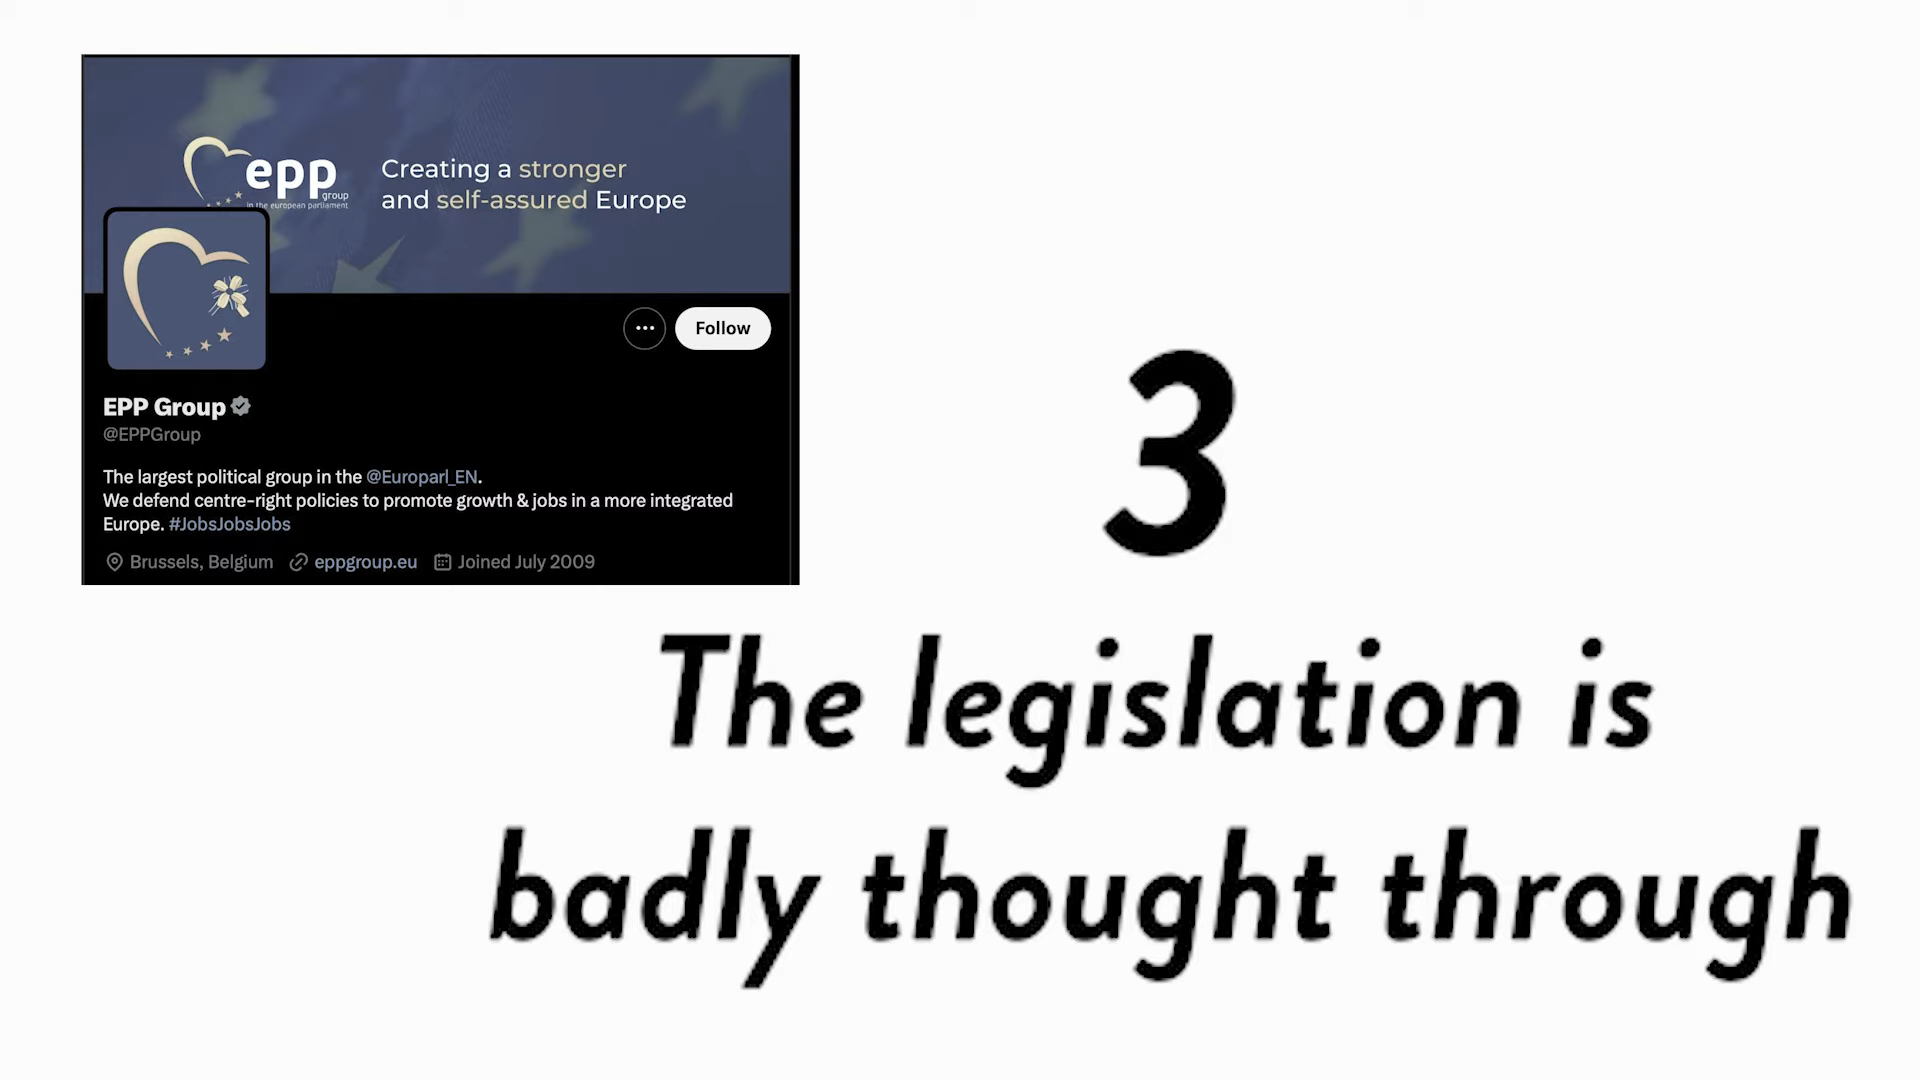 epp
group
in the european parliament
Creating a stronger
and self-assured Europe
Follow
EPP Group
@EPPGroup
The largest political group in the @Europarl_EN.
We defend centre-right policies to promote growth & jobs in a more integrated
Europe. #JobsJobsJobs
Brussels, Belgium eppgroup.eu Joined July 2009
3
The legislation is
badly thought through